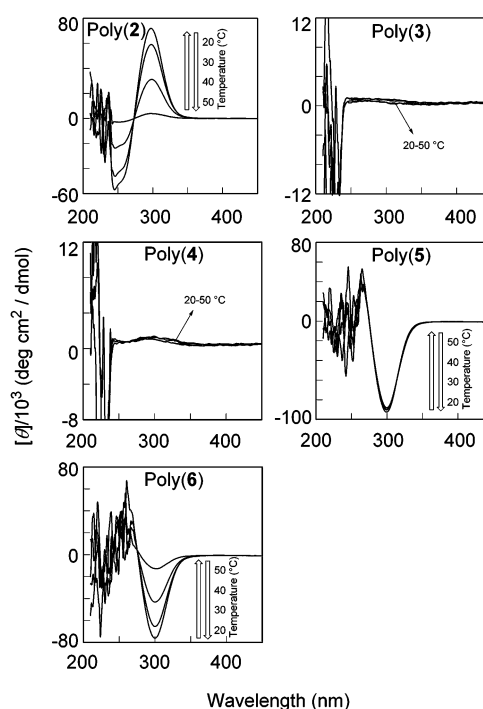 Poly(2)
80
0
-60
200 300 400
20
30
40
50
Temperature (°C)
Poly(3)
12
0
-12
200 300 400
20-50 °C
Poly(4)
12
0
-8
200 300 400
20-50 °C
Poly(5)
80
0
-100
200 300 400
50
40
30
20
Temperature (°C)
Poly(6)
80
0
-80
200 300 400
50
40
30
20
Temperature (°C)
[θ]/10³ (deg cm² / dmol)
Wavelength (nm)